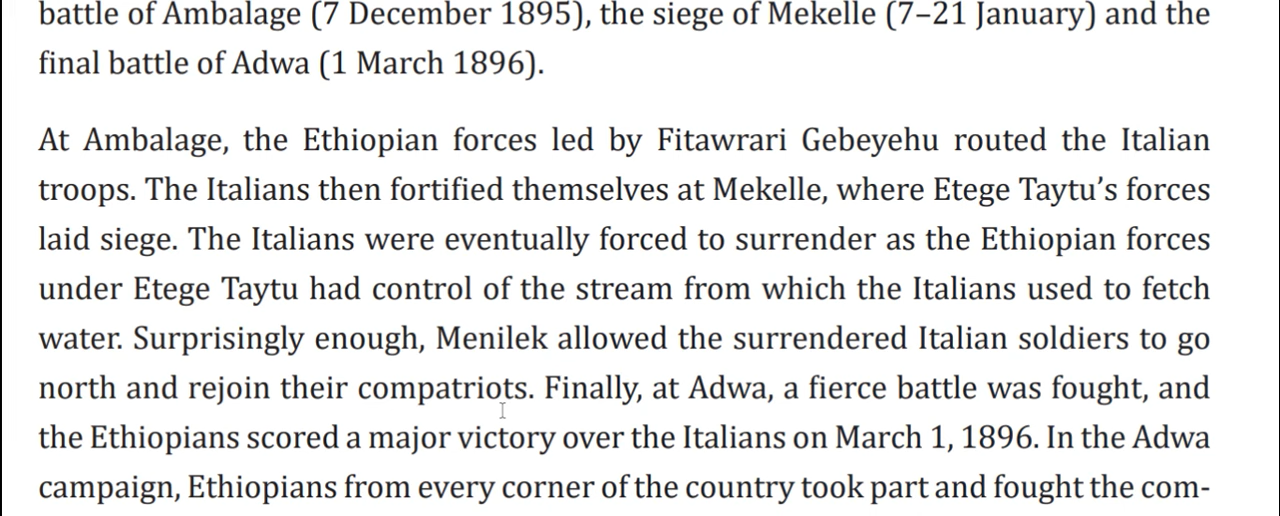 battle of Ambalage (7 December 1895), the siege of Mekelle (7–21 January) and the
final battle of Adwa (1 March 1896).
At Ambalage, the Ethiopian forces led by Fitawrari Gebeyehu routed the Italian
troops. The Italians then fortified themselves at Mekelle, where Etege Taytu’s forces
laid siege. The Italians were eventually forced to surrender as the Ethiopian forces
under Etege Taytu had control of the stream from which the Italians used to fetch
water. Surprisingly enough, Menilek allowed the surrendered Italian soldiers to go
north and rejoin their compatriots. Finally, at Adwa, a fierce battle was fought, and
the Ethiopians scored a major victory over the Italians on March 1, 1896. In the Adwa
campaign, Ethiopians from every corner of the country took part and fought the com-